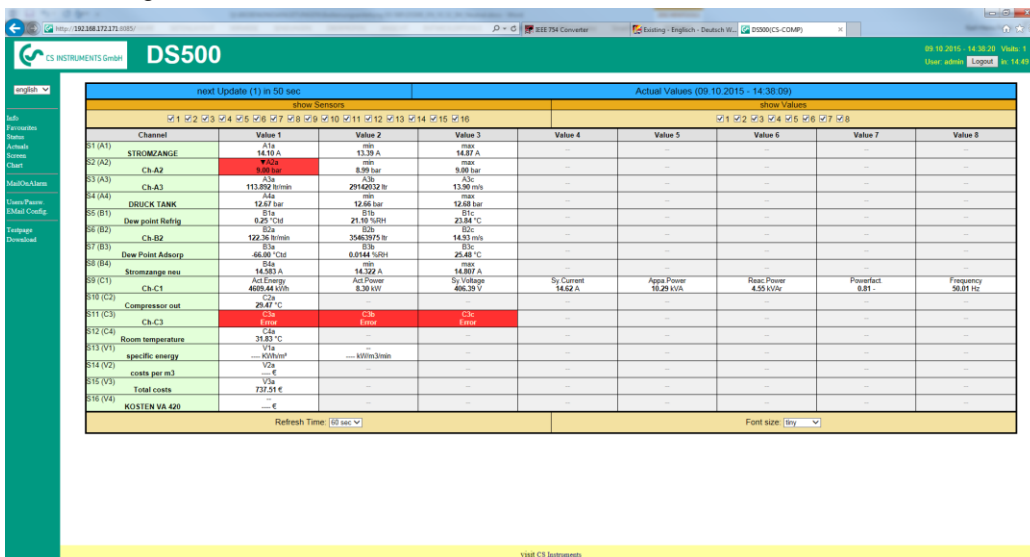 http://192.168.172.171:6085/
IEEE 754 Converter
Existing - Englisch - Deutsch W...
DS500(CS-COMP)
CS INSTRUMENTS GmbH
DS500
09.10.2015 - 14:38:20 Visits: 1
User: admin Logout in: 14:49
english
Info
Favourites
Status
Actuals
Screen
Chart
MailOnAlarm
Users/Passw.
EMail Config.
Testpage
Download
next Update (1) in 50 sec Actual Values (09.10.2015 - 14:38:09)
show Sensors show Values
1 2 3 4 5 6 7 8 9 10 11 12 13 14 15 16 1 2 3 4 5 6 7 8
Channel Value 1 Value 2 Value 3 Value 4 Value 5 Value 6 Value 7 Value 8
S1 (A1) A1a min max
STROMZANGE 14.10 A 13.39 A 14.87 A -- -- -- -- --
S2 (A2) ▼A2a min max
Ch-A2 9.00 bar 8.99 bar 9.00 bar -- -- -- -- --
S3 (A3) A3a A3b A3c
Ch-A3 113.892 ltr/min 29142032 ltr 13.90 m/s -- -- -- -- --
S4 (A4) A4a min max
DRUCK TANK 12.67 bar 12.66 bar 12.68 bar -- -- -- -- --
S5 (B1) B1a B1b B1c
Dew point Refrig 0.25 °Ctd 21.10 %RH 23.84 °C -- -- -- -- --
S6 (B2) B2a B2b B2c
Ch-B2 122.36 ltr/min 35463975 ltr 14.93 m/s -- -- -- -- --
S7 (B3) B3a B3b B3c
Dew Point Adsorp -66.00 °Ctd 0.0144 %RH 25.48 °C -- -- -- -- --
S8 (B4) B4a min max
Stromzange neu 14.583 A 14.322 A 14.807 A -- -- -- -- --
S9 (C1) Act.Energy Act.Power Sy.Voltage Sy.Current Appa.Power Reac.Power Powerfact. Frequency
Ch-C1 4609.44 kWh 8.30 kW 406.39 V 14.62 A 10.29 kVA 4.55 kVAr 0.81 - 50.01 Hz
S10 (C2) C2a
Compressor out 29.47 °C -- -- -- -- -- -- --
S11 (C3) C3a C3b C3c
Ch-C3 Error Error Error -- -- -- -- --
S12 (C4) C4a
Room temperature 31.83 °C -- -- -- -- -- -- --
S13 (V1) V1a --
specific energy ---- KWh/m³ ---- kW/m3/min -- -- -- -- -- --
S14 (V2) V2a
costs per m3 ---- € -- -- -- -- -- -- --
S15 (V3) V3a
Total costs 737.51 € -- -- -- -- -- -- --
S16 (V4) --
KOSTEN VA 420 ---- € -- -- -- -- -- -- --
Refresh Time: 60 sec Font size: tiny
visit CS Instruments